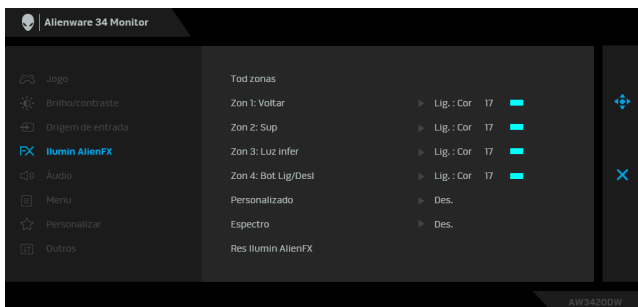 Alienware 34 Monitor
Jogo
Brilho/contraste
Origem de entrada
FX Ilumin AlienFX
Áudio
Menu
Personalizar
Outros
Tod zonas
Zon 1: Voltar Lig. : Cor 17
Zon 2: Sup Lig. : Cor 17
Zon 3: Luz infer Lig. : Cor 17
Zon 4: Bot Lig/Desl Lig. : Cor 17
Personalizado Des.
Espectro Des.
Res Ilumin AlienFX
AW3420DW